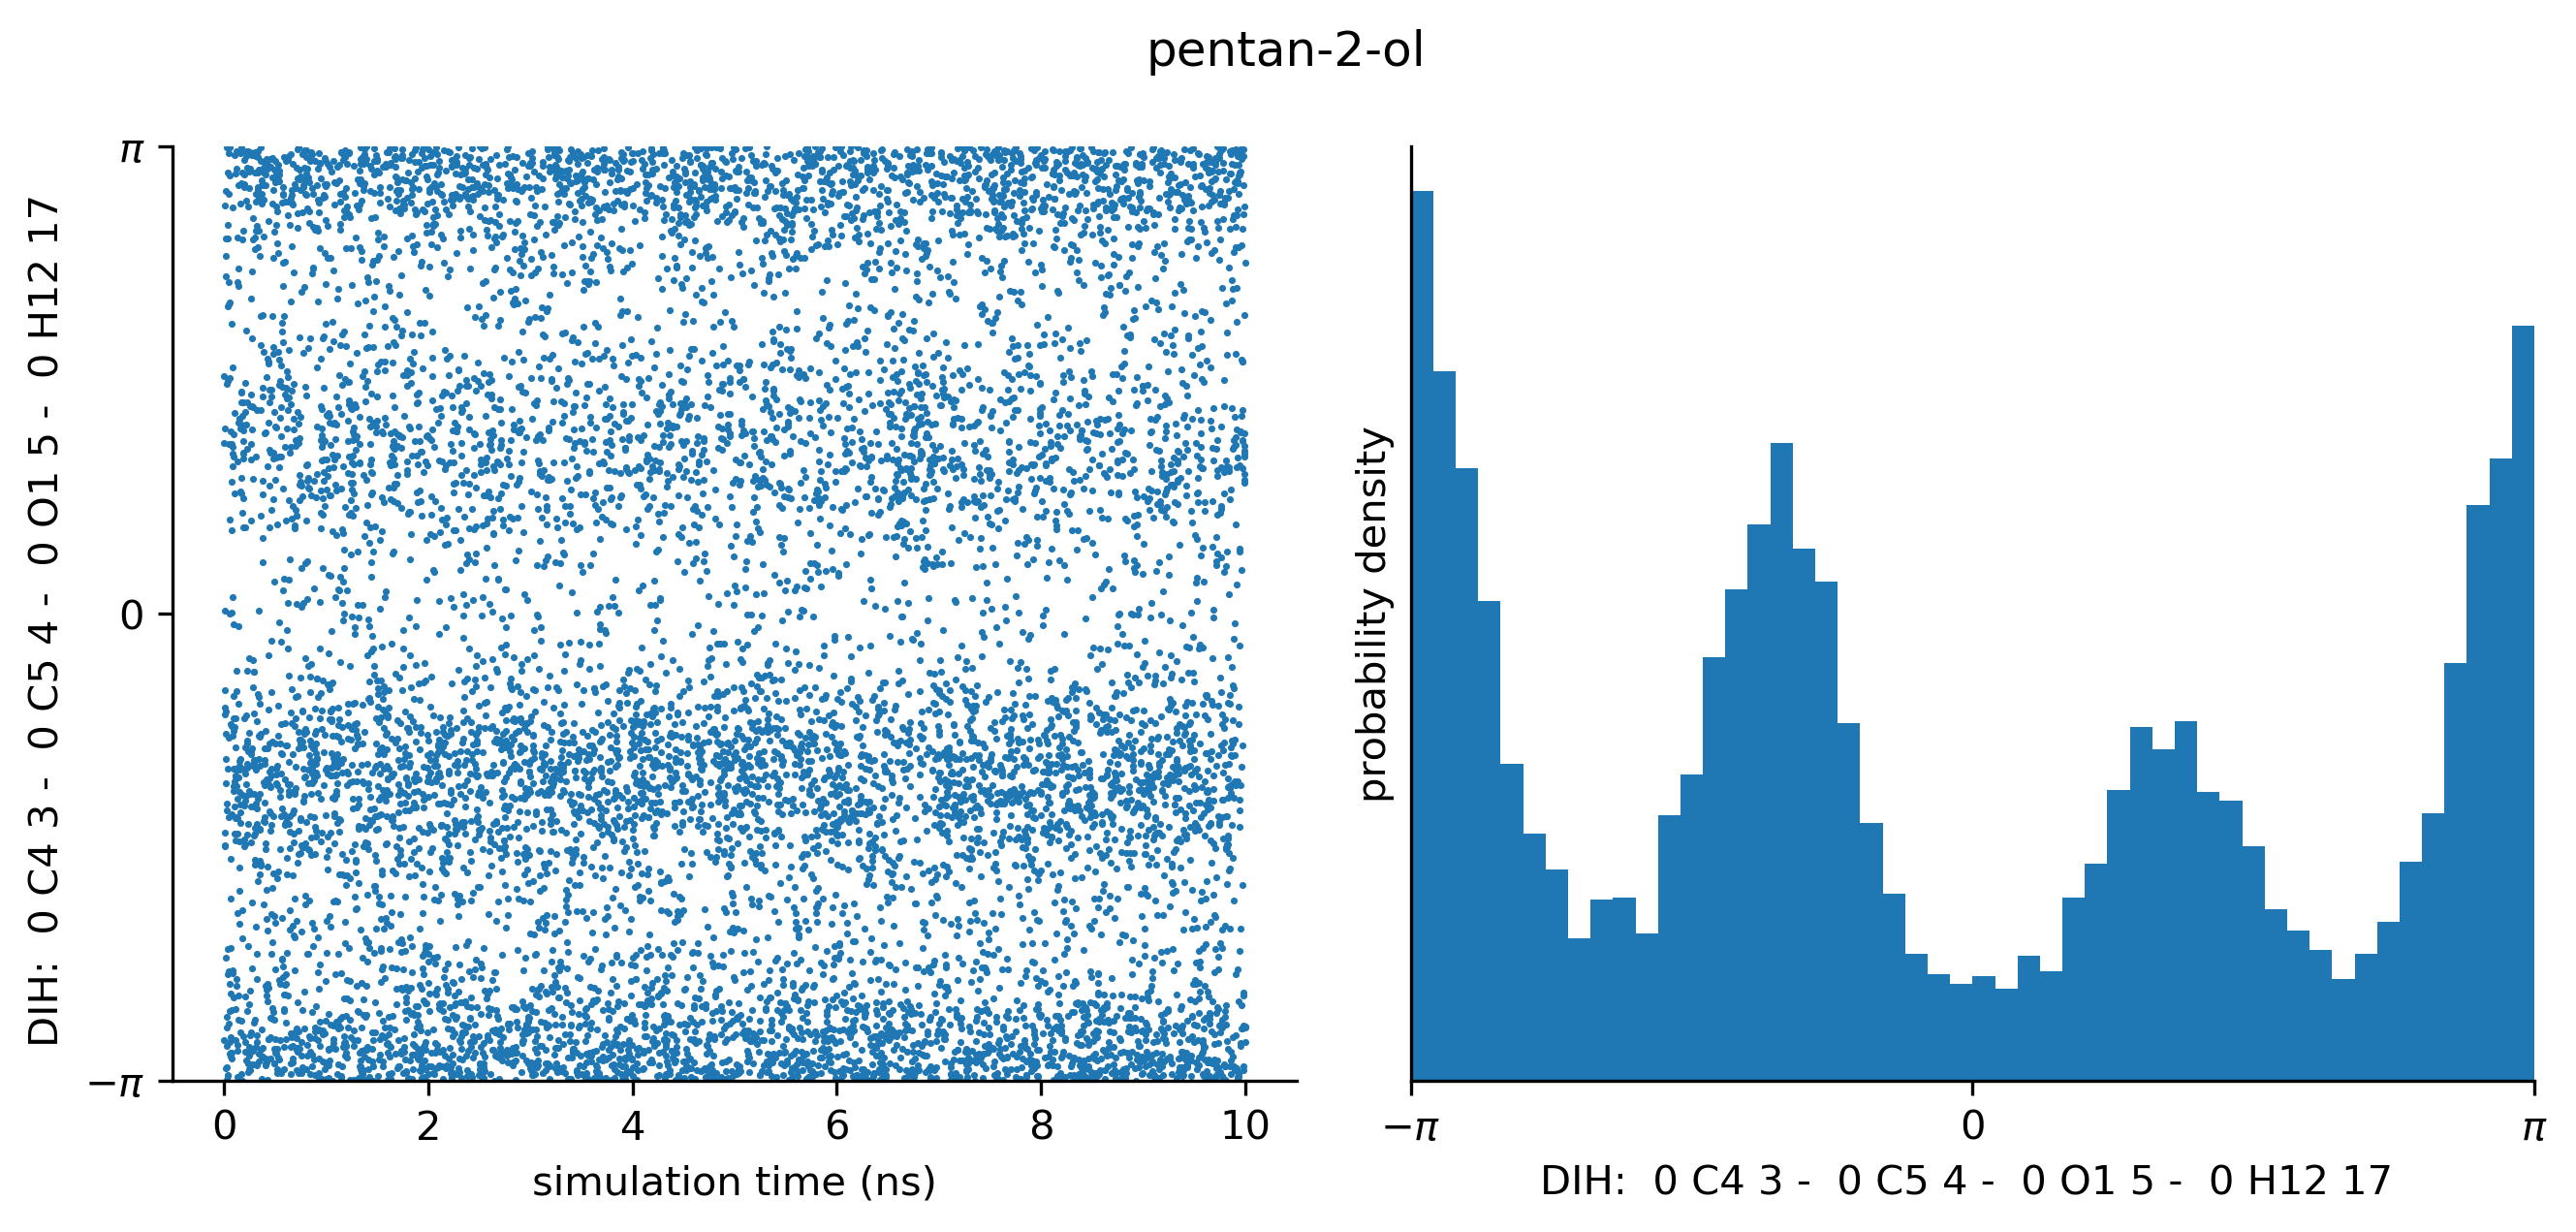 pentan-2-ol
DIH:  0 C4 3 -  0 C5 4 -  0 O1 5 -  0 H12 17
π
0
−π
0 2 4 6 8 10
simulation time (ns)
probability density
−π 0 π
DIH:  0 C4 3 -  0 C5 4 -  0 O1 5 -  0 H12 17